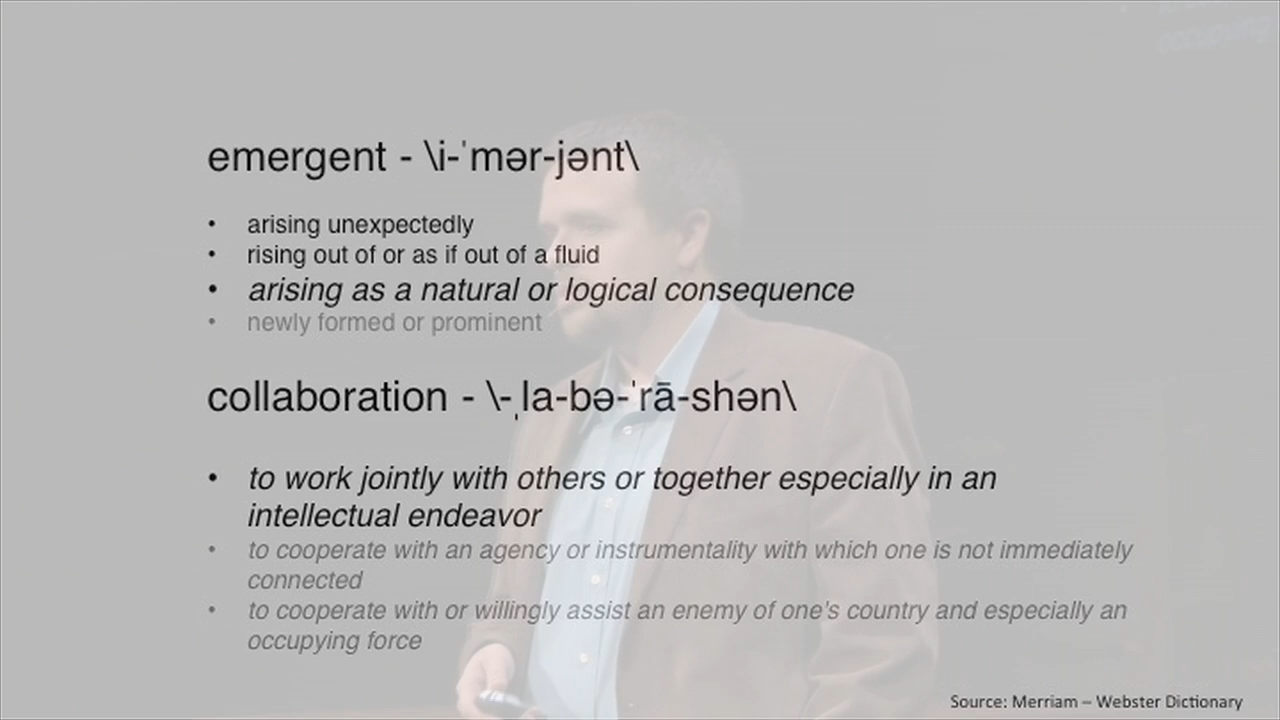 occupying
emergent - \i-ˈmər-jənt\
• arising unexpectedly
• rising out of or as if out of a fluid
• arising as a natural or logical consequence
• newly formed or prominent
collaboration - \-ˌla-bə-ˈrā-shən\
• to work jointly with others or together especially in an
intellectual endeavor
• to cooperate with an agency or instrumentality with which one is not immediately
connected
• to cooperate with or willingly assist an enemy of one's country and especially an
occupying force
Source: Merriam – Webster Dictionary